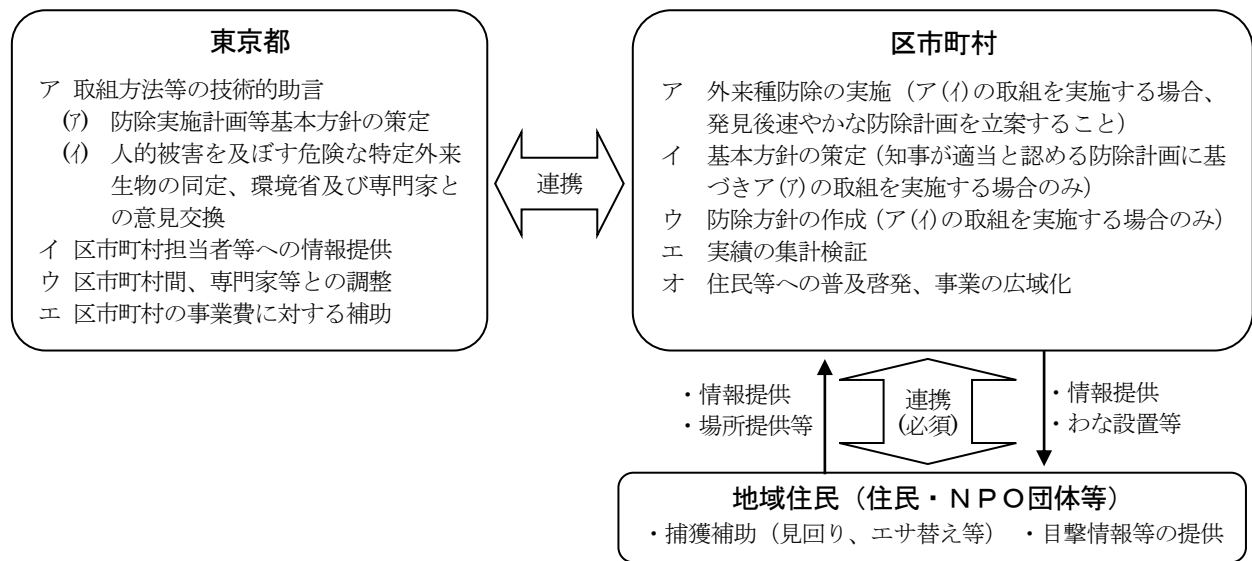 東京都
ア 取組方法等の技術的助言
(ｱ) 防除実施計画等基本方針の策定
(ｲ) 人的被害を及ぼす危険な特定外来
生物の同定、環境省及び専門家と
の意見交換
イ 区市町村担当者等への情報提供
ウ 区市町村間、専門家等との調整
エ 区市町村の事業費に対する補助
連携
区市町村
ア 外来種防除の実施（ア(ｲ)の取組を実施する場合、
発見後速やかな防除計画を立案すること）
イ 基本方針の策定（知事が適当と認める防除計画に基
づきア(ｱ)の取組を実施する場合のみ）
ウ 防除方針の作成（ア(ｲ)の取組を実施する場合のみ）
エ 実績の集計検証
オ 住民等への普及啓発、事業の広域化
・情報提供
・場所提供等
連携
(必須)
・情報提供
・わな設置等
地域住民（住民・ＮＰＯ団体等）
・捕獲補助（見回り、エサ替え等） ・目撃情報等の提供